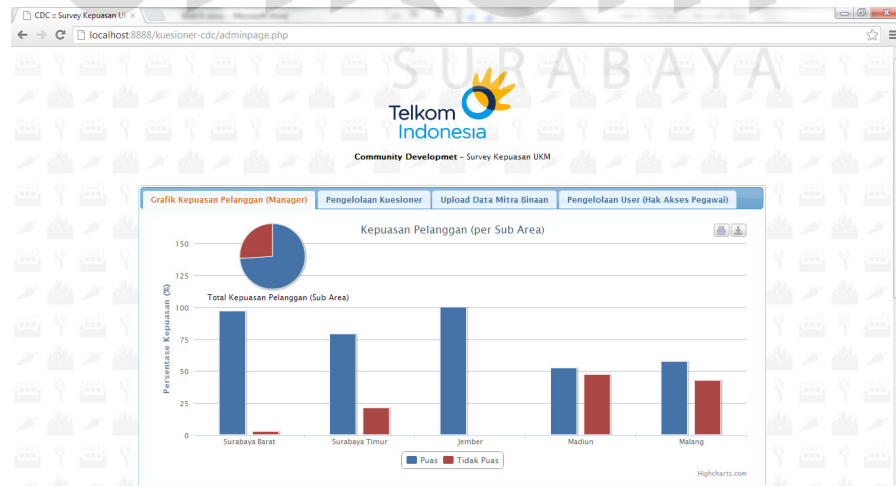 CDC :: Survey Kepuasan UK
localhost:8888/kuesioner-cdc/adminpage.php
SURABAYA
Telkom
Indonesia
Community Developmet - Survey Kepuasan UKM
Grafik Kepuasan Pelanggan (Manager)
Pengelolaan Kuesioner
Upload Data Mitra Binaan
Pengelolaan User (Hak Akses Pegawai)
Kepuasan Pelanggan (per Sub Area)
Total Kepuasan Pelanggan (Sub Area)
Persentase Kepuasan (%)
150
125
100
75
50
25
0
Surabaya Barat
Surabaya Timur
Jember
Madiun
Malang
Puas
Tidak Puas
Highcharts.com